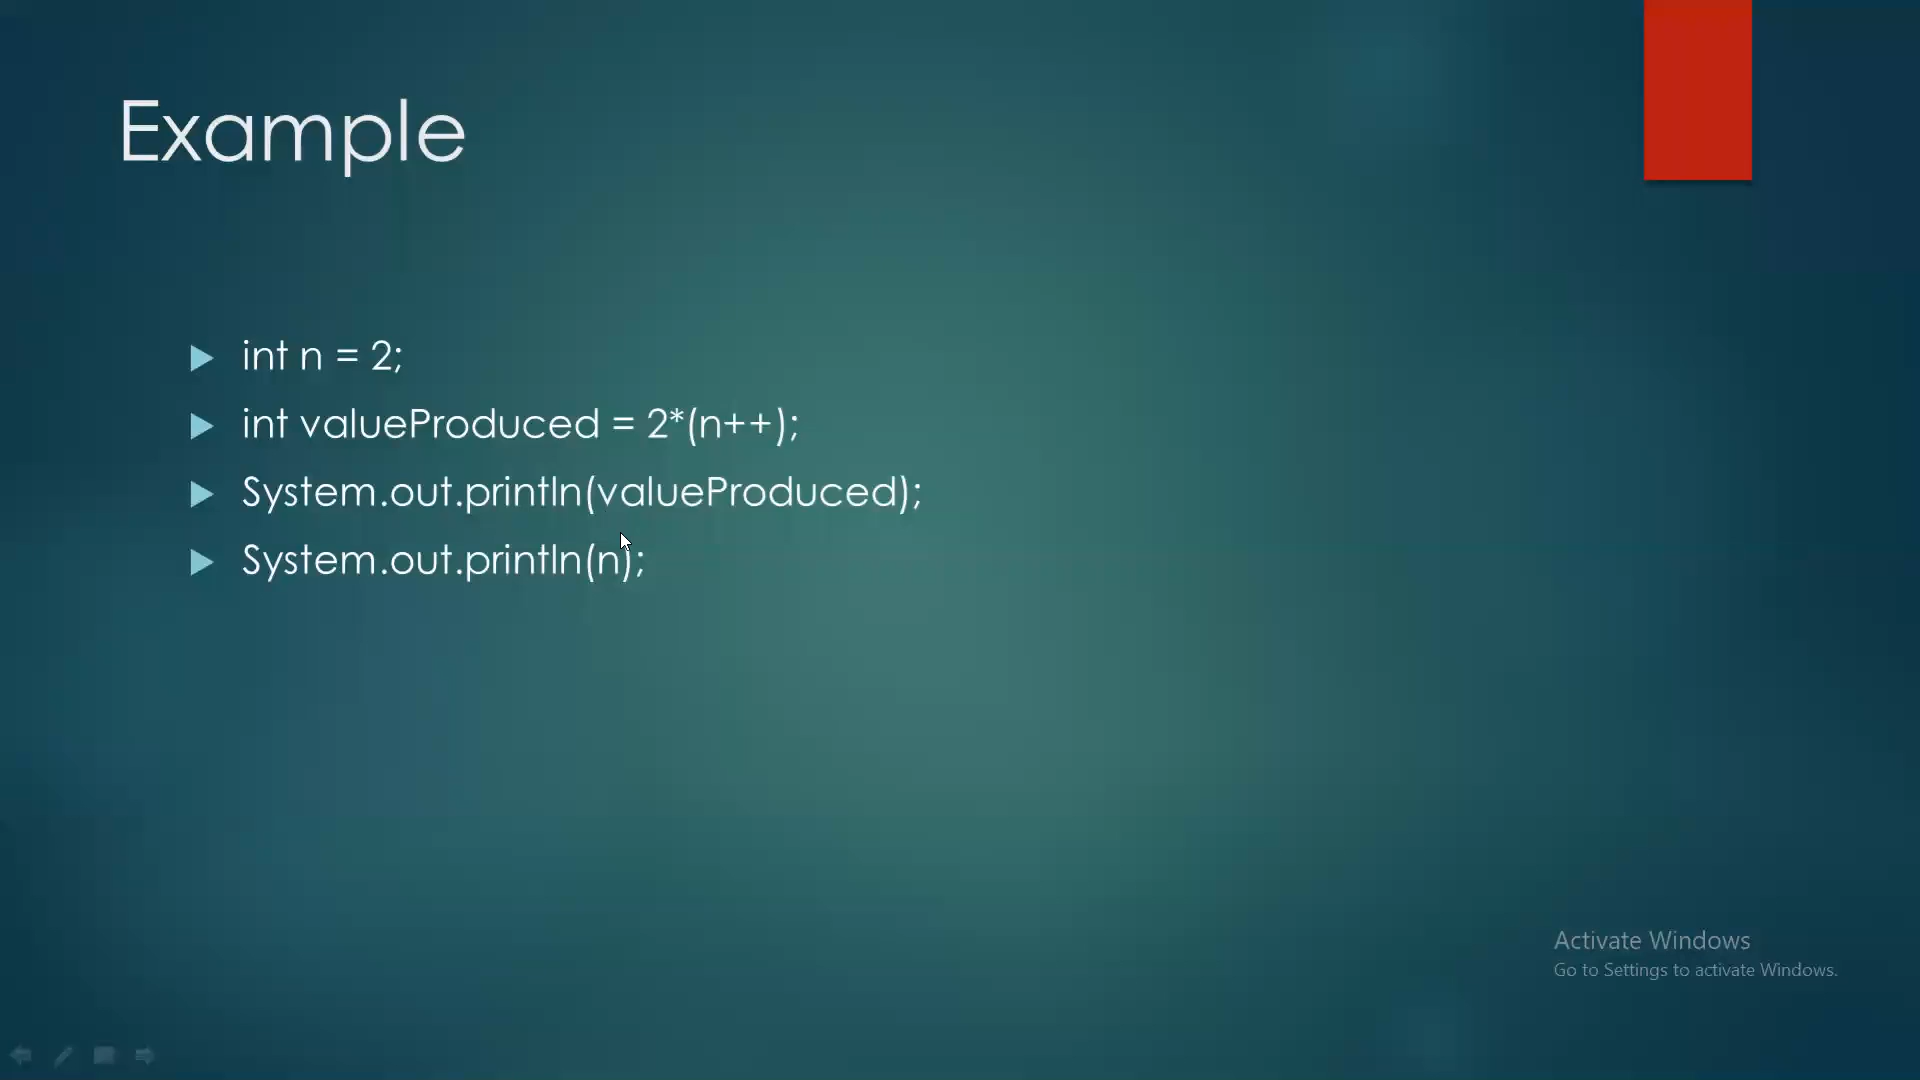 Example
int n = 2;
int valueProduced = 2*(n++);
System.out.println(valueProduced);
System.out.println(n);
Activate Windows
Go to Settings to activate Windows.